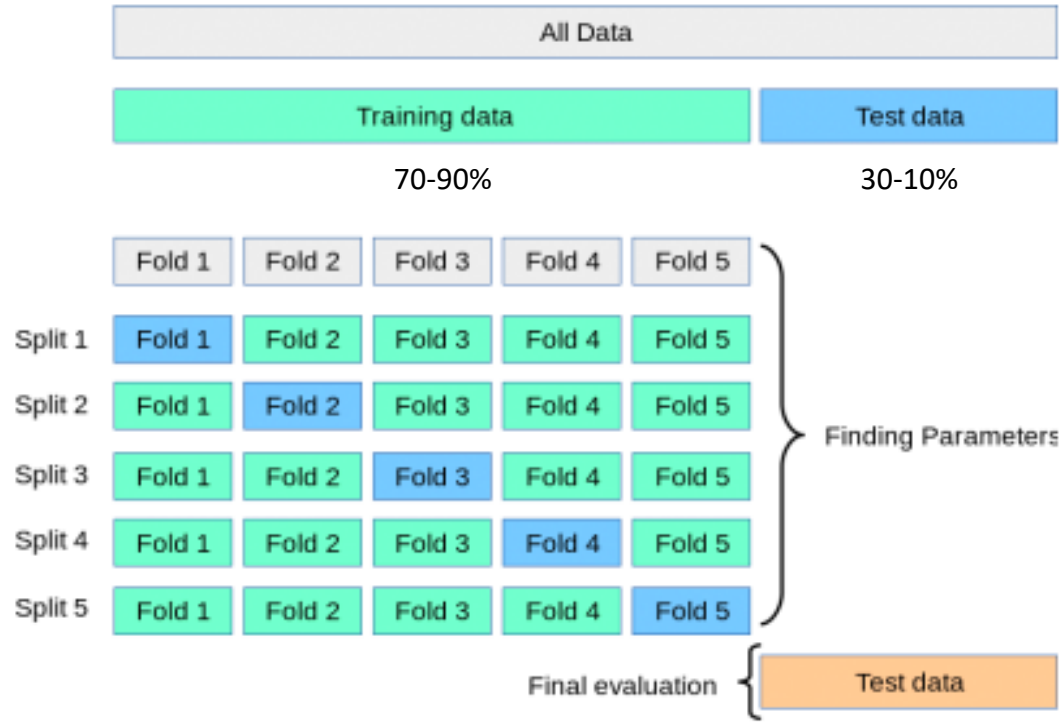 All Data
Training data Test data
70-90% 30-10%
Fold 1 Fold 2 Fold 3 Fold 4 Fold 5
Split 1 Fold 1 Fold 2 Fold 3 Fold 4 Fold 5
Split 2 Fold 1 Fold 2 Fold 3 Fold 4 Fold 5
Finding Parameters
Split 3 Fold 1 Fold 2 Fold 3 Fold 4 Fold 5
Split 4 Fold 1 Fold 2 Fold 3 Fold 4 Fold 5
Split 5 Fold 1 Fold 2 Fold 3 Fold 4 Fold 5
Final evaluation Test data